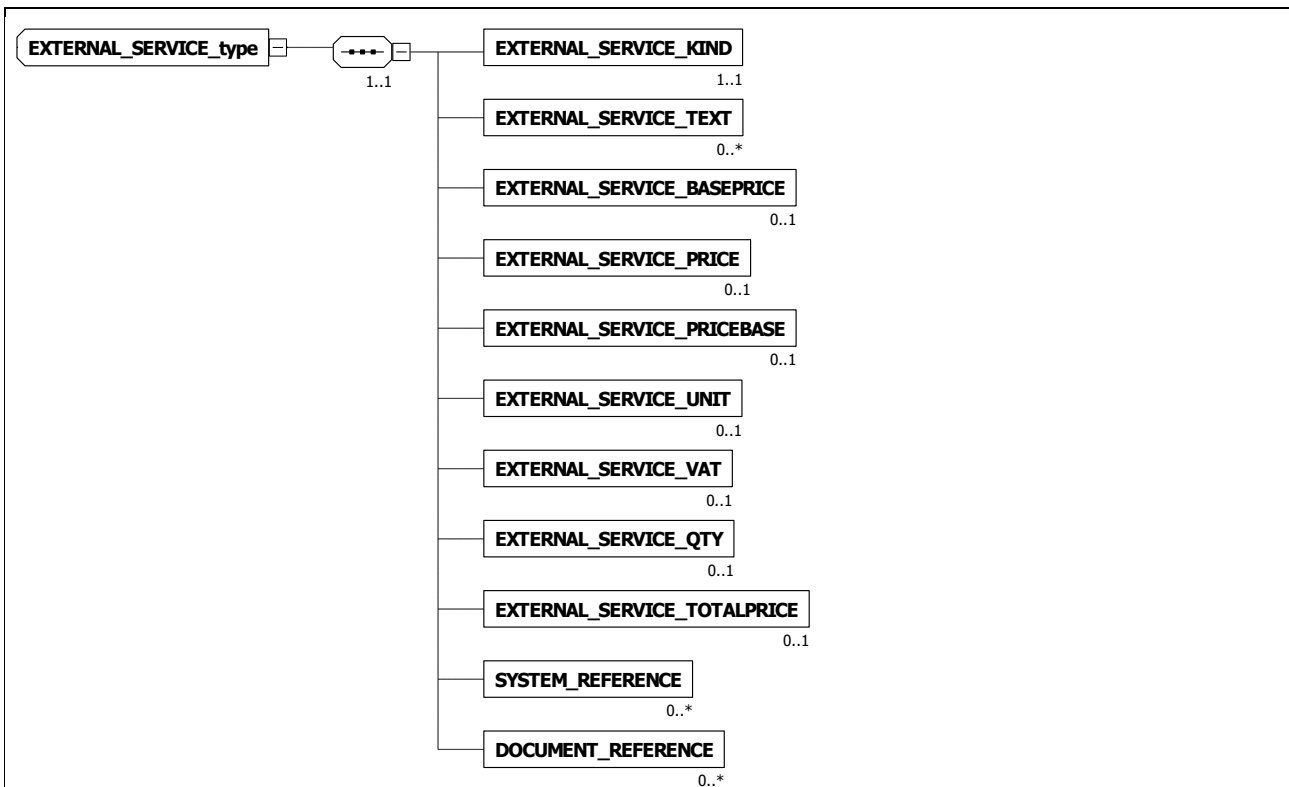 EXTERNAL_SERVICE_type
1..1
EXTERNAL_SERVICE_KIND
1..1
EXTERNAL_SERVICE_TEXT
0..*
EXTERNAL_SERVICE_BASEPRICE
0..1
EXTERNAL_SERVICE_PRICE
0..1
EXTERNAL_SERVICE_PRICEBASE
0..1
EXTERNAL_SERVICE_UNIT
0..1
EXTERNAL_SERVICE_VAT
0..1
EXTERNAL_SERVICE_QTY
0..1
EXTERNAL_SERVICE_TOTALPRICE
0..1
SYSTEM_REFERENCE
0..*
DOCUMENT_REFERENCE
0..*